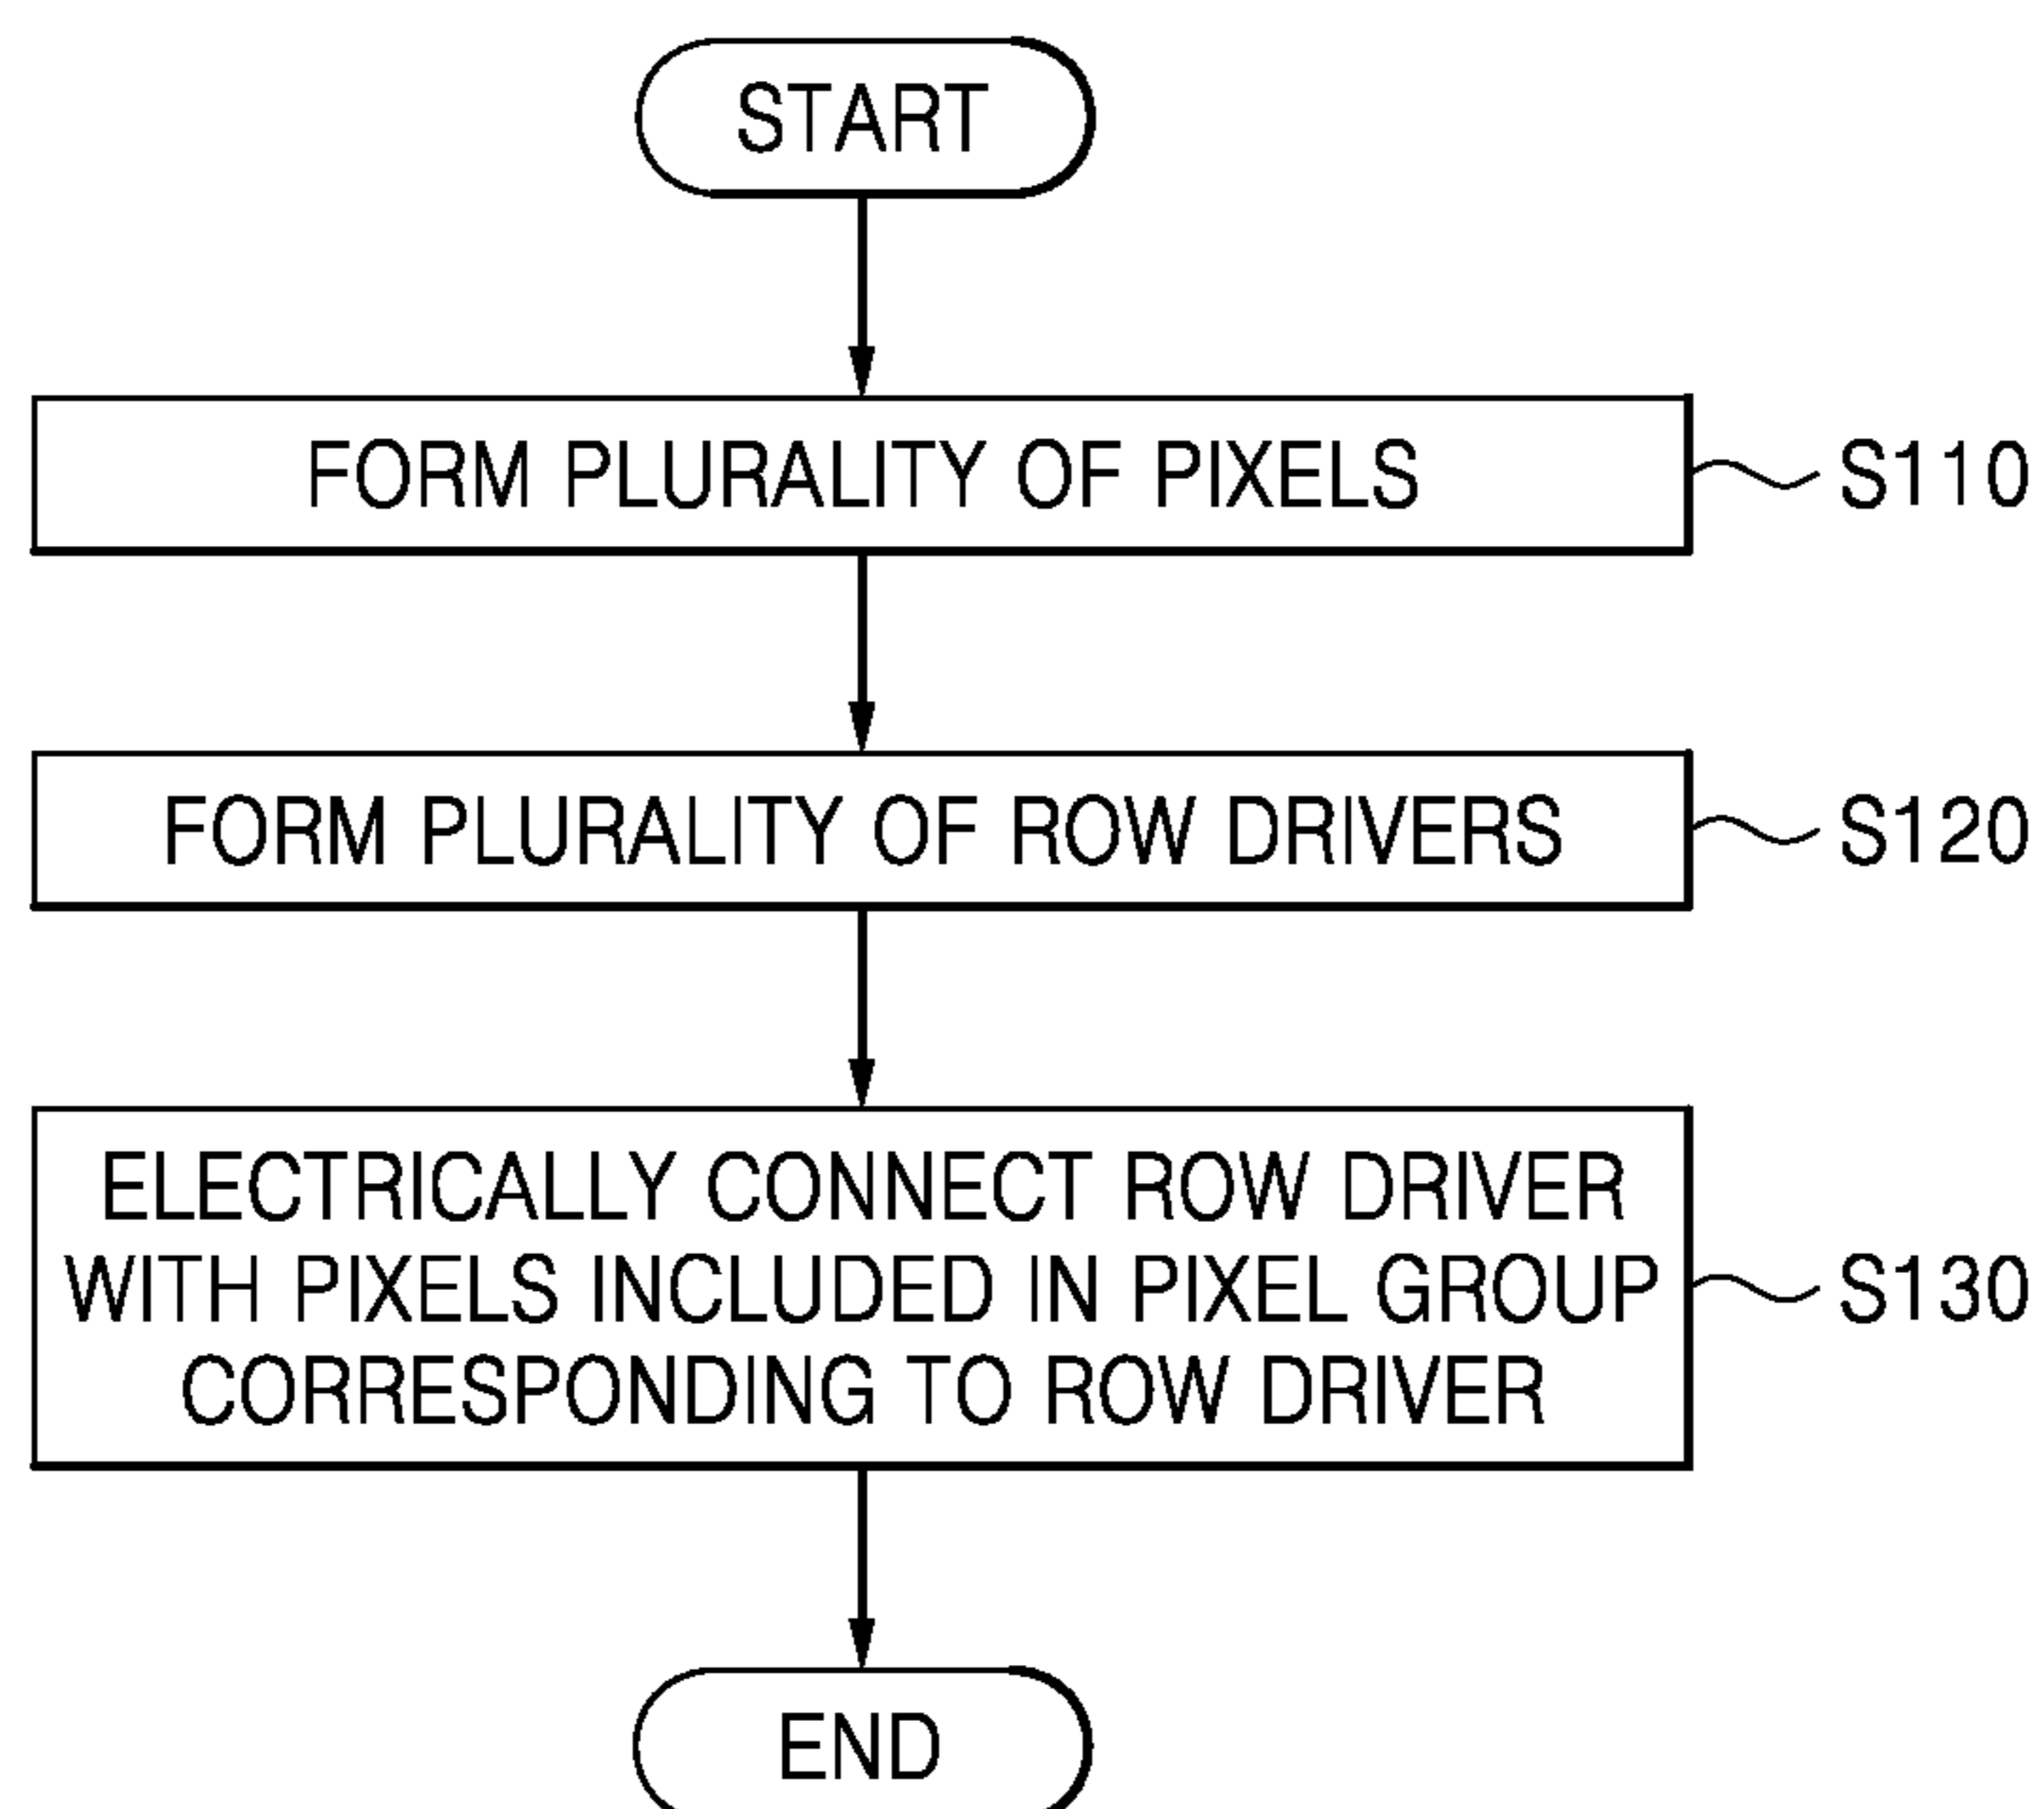 START
FORM PLURALITY OF PIXELS
S110
FORM PLURALITY OF ROW DRIVERS
S120
ELECTRICALLY CONNECT ROW DRIVER
WITH PIXELS INCLUDED IN PIXEL GROUP
CORRESPONDING TO ROW DRIVER
S130
END